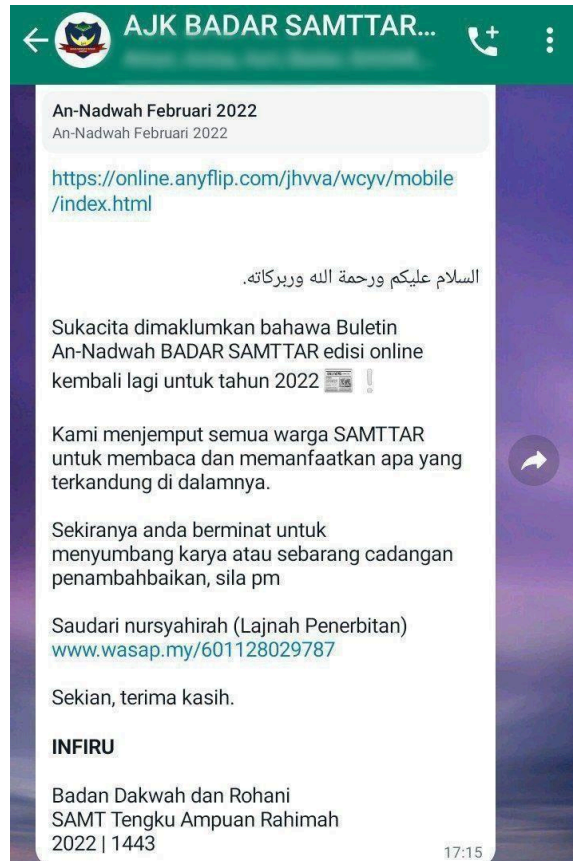 AJK BADAR SAMTTAR...
An-Nadwah Februari 2022
An-Nadwah Februari 2022
https://online.anyflip.com/jhvva/wcyv/mobile
/index.html
السلام عليكم ورحمة الله وربركاته.
Sukacita dimaklumkan bahawa Buletin
An-Nadwah BADAR SAMTTAR edisi online
kembali lagi untuk tahun 2022 📰❕
Kami menjemput semua warga SAMTTAR
untuk membaca dan memanfaatkan apa yang
terkandung di dalamnya.
Sekiranya anda berminat untuk
menyumbang karya atau sebarang cadangan
penambahbaikan, sila pm
Saudari nursyahirah (Lajnah Penerbitan)
www.wasap.my/601128029787
Sekian, terima kasih.
INFIRU
Badan Dakwah dan Rohani
SAMT Tengku Ampuan Rahimah
2022 | 1443
17:15